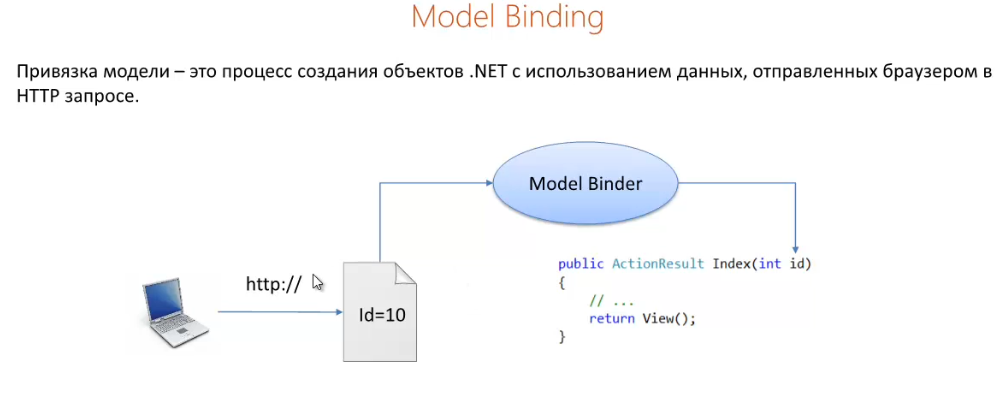 Model Binding
Привязка модели – это процесс создания объектов .NET с использованием данных, отправленных браузером в
HTTP запросе.
Model Binder
http://
Id=10
public ActionResult Index(int id)
{
// ...
return View();
}